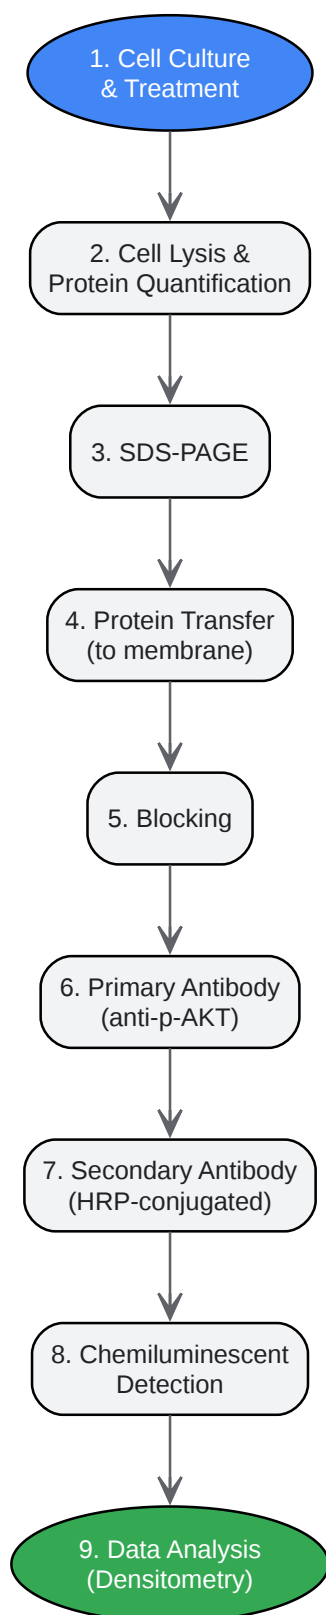 1. Cell Culture
& Treatment
2. Cell Lysis &
Protein Quantification
3. SDS-PAGE
4. Protein Transfer
(to membrane)
5. Blocking
6. Primary Antibody
(anti-p-AKT)
7. Secondary Antibody
(HRP-conjugated)
8. Chemiluminescent
Detection
9. Data Analysis
(Densitometry)